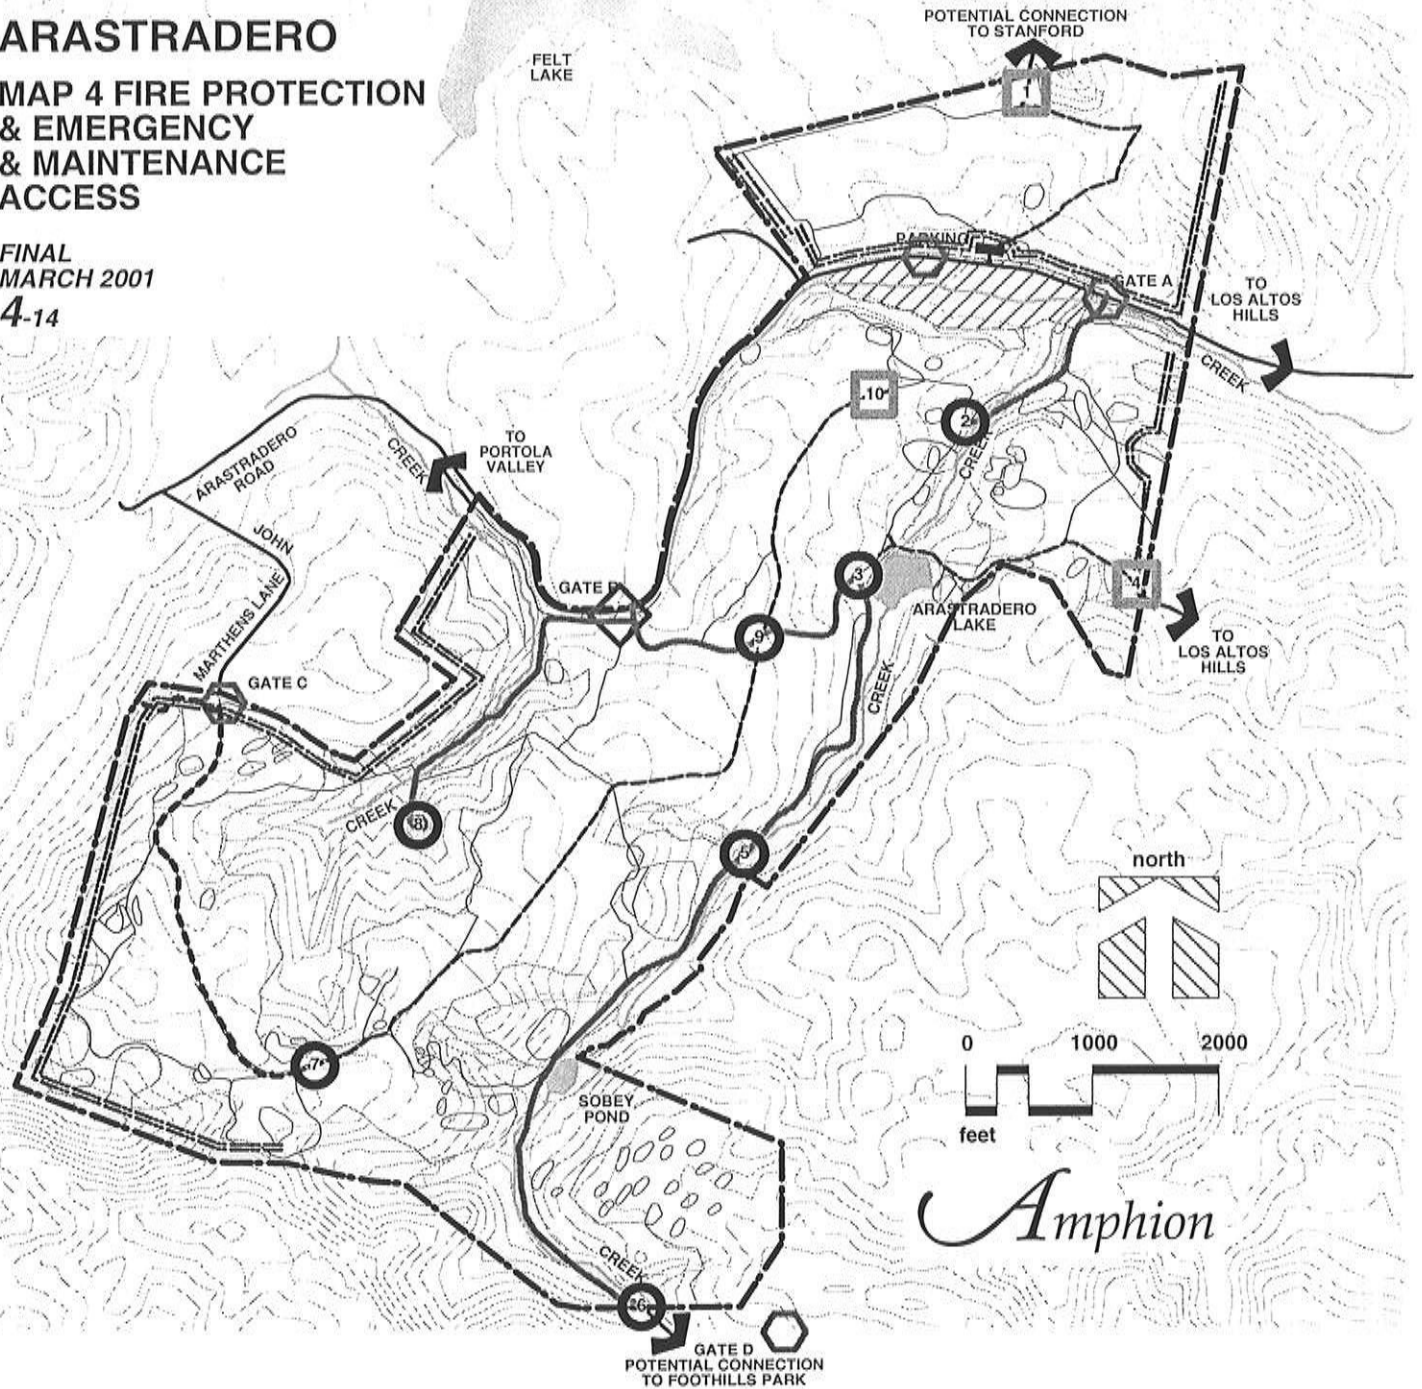 ARASTRADERO
MAP 4 FIRE PROTECTION
& EMERGENCY
& MAINTENANCE
ACCESS
FINAL
MARCH 2001
4-14
FELT
LAKE
POTENTIAL CONNECTION
TO STANFORD
1
PARKING
GATE A
TO
LOS ALTOS
HILLS
CREEK
10
2
CREEK
TO
PORTOLA
VALLEY
CREEK
ARASTRADERO
ROAD
JOHN
MARTHENS LANE
GATE B
3
4
ARASTRADERO
LAKE
TO
LOS ALTOS
HILLS
9
CREEK
GATE C
CREEK
8
5
north
0 1000 2000
feet
7
SOBEY
POND
Amphion
CREEK
6
GATE D
POTENTIAL CONNECTION
TO FOOTHILLS PARK